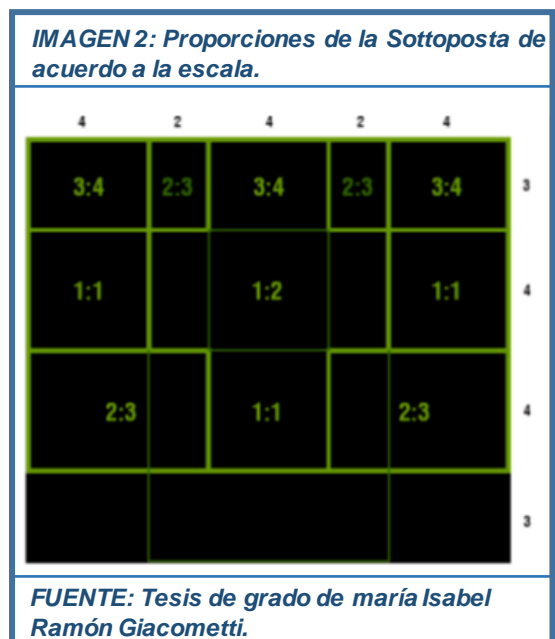 IMAGEN 2: Proporciones de la Sottoposta de
acuerdo a la escala.
4 2 4 2 4
3:4 2:3 3:4 2:3 3:4 3
1:1 1:2 1:1 4
2:3 1:1 2:3 4
3
FUENTE: Tesis de grado de maría Isabel
Ramón Giacometti.